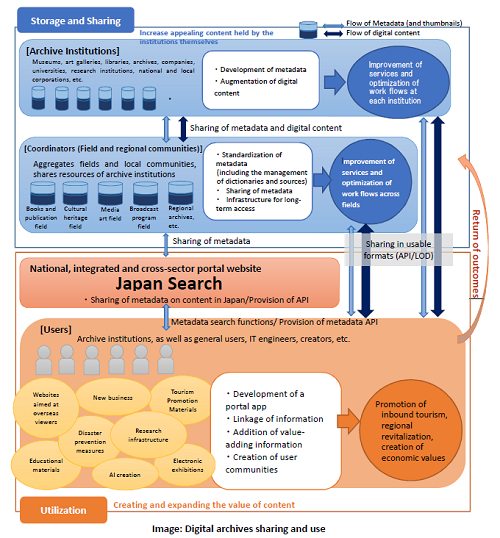 Storage and Sharing
Increase appealing content held by the
institutions themselves
Flow of Metadata (and thumbnails)
Flow of digital content
[Archive Institutions]
Museums, art galleries, libraries, archives, companies,
universities, research institutions, national and local
corporations, etc.
・Development of metadata
・Augmentation of digital
content
Improvement of
services and
optimization of
work flows at
each institution
Sharing of metadata and digital content
[Coordinators (Field and regional communities)]
Aggregates fields and local communities,
shares resources of archive institutions
Books and
publication
field
Cultural
heritage
field
Media
art field
Broadcast
program
field
Regional
archives,
etc.
・Standardization of
metadata
(including the management
of dictionaries and sources)
・Sharing of metadata
・Infrastructure for long-
term access
Improvement of
services and
optimization of
work flows across
fields
Sharing of metadata
Sharing in usable
formats (API/LOD)
Return of outcomes
National, integrated and cross-sector portal website
Japan Search
・Sharing of metadata on content in Japan/Provision of API
Metadata search functions/ Provision of metadata API
[Users]
Archive institutions, as well as general users, IT engineers, creators, etc.
Websites
aimed at
overseas
viewers
New business
Tourism
Promotion
Materials
Disaster
prevention
measures
Research
infrastructure
Educational
materials
AI creation
Electronic
exhibitions
・Development of a
portal app
・Linkage of information
・Addition of value-
adding information
・Creation of user
communities
Promotion of
inbound tourism,
regional
revitalization,
creation of
economic values
Utilization
Creating and expanding the value of content
Image: Digital archives sharing and use